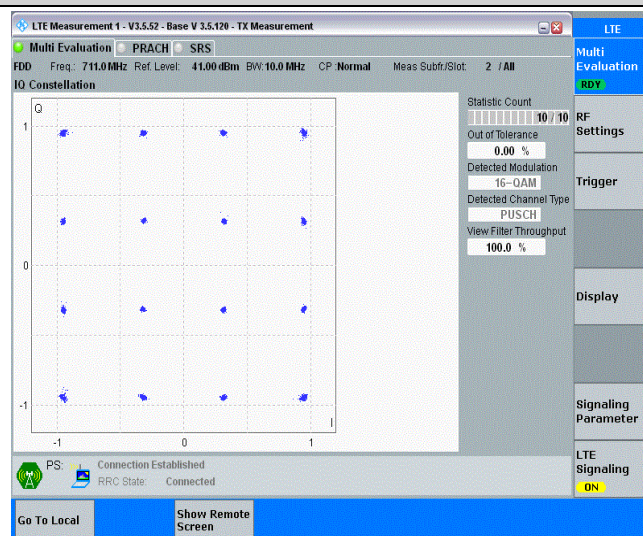 LTE Measurement 1 - V3.5.52 - Base V 3.5.120 - TX Measurement
LTE
Multi Evaluation PRACH SRS
Multi
Evaluation
RDY
FDD Freq.: 711.0 MHz Ref. Level: 41.00 dBm BW: 10.0 MHz CP : Normal Meas Subfr./Slot: 2 / All
IQ Constellation
Q
1
0
-1
-1 0 1
I
Statistic Count
10 / 10
Out of Tolerance
0.00 %
Detected Modulation
16-QAM
Detected Channel Type
PUSCH
View Filter Throughput
100.0 %
RF
Settings
Trigger
Display
Signaling
Parameter
LTE
Signaling
ON
PS: Connection Established
RRC State: Connected
Go To Local
Show Remote
Screen